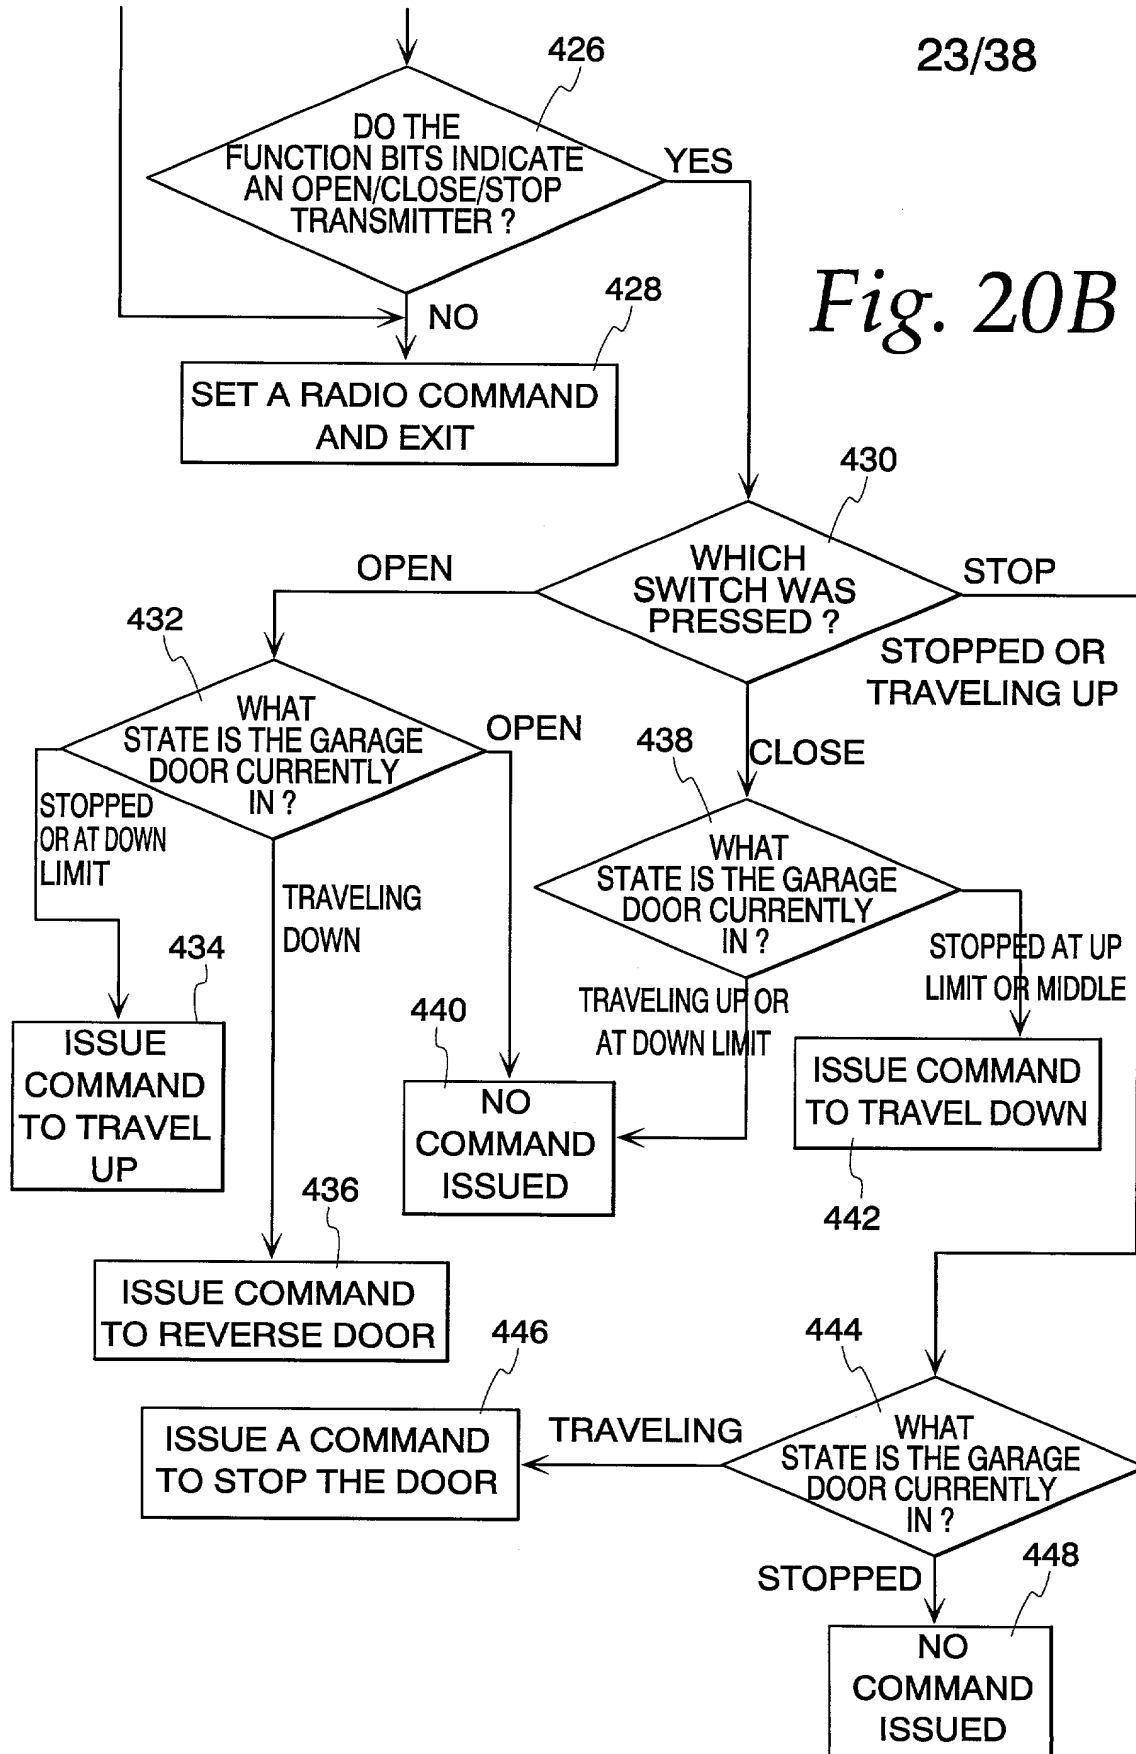 23/38
426
DO THE
FUNCTION BITS INDICATE
AN OPEN/CLOSE/STOP
TRANSMITTER ?
YES
Fig. 20B
NO
428
SET A RADIO COMMAND
AND EXIT
430
WHICH
SWITCH WAS
PRESSED ?
OPEN
STOP
STOPPED OR
TRAVELING UP
CLOSE
432
WHAT
STATE IS THE GARAGE
DOOR CURRENTLY
IN ?
OPEN
STOPPED
OR AT DOWN
LIMIT
TRAVELING
DOWN
438
WHAT
STATE IS THE GARAGE
DOOR CURRENTLY
IN ?
STOPPED AT UP
LIMIT OR MIDDLE
TRAVELING UP OR
AT DOWN LIMIT
434
ISSUE
COMMAND
TO TRAVEL
UP
440
NO
COMMAND
ISSUED
ISSUE COMMAND
TO TRAVEL DOWN
442
436
ISSUE COMMAND
TO REVERSE DOOR
446
ISSUE A COMMAND
TO STOP THE DOOR
TRAVELING
444
WHAT
STATE IS THE GARAGE
DOOR CURRENTLY
IN ?
STOPPED
448
NO
COMMAND
ISSUED